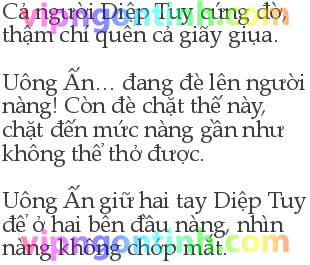 Cả người Diệp Tuy cứng đờ,
thậm chí quên cả giãy giụa.
Uông Ấn... đang đè lên người
nàng! Còn đè chặt thế này,
chặt đến mức nàng gần như
không thể thở được.
Uông Ấn giữ hai tay Diệp Tuy
để ở hai bên đầu nàng, nhìn
nàng không chớp mắt.
vipngontinh.com
vipngontinh.com